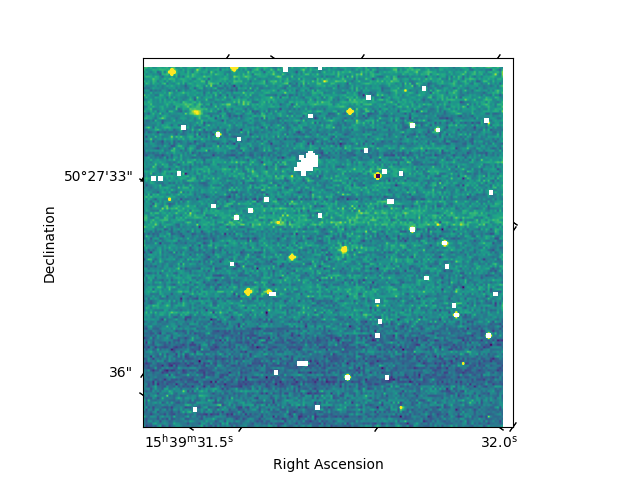 50°27'33"
Declination
36"
15ʰ39ᵐ31.5ˢ
32.0ˢ
Right Ascension